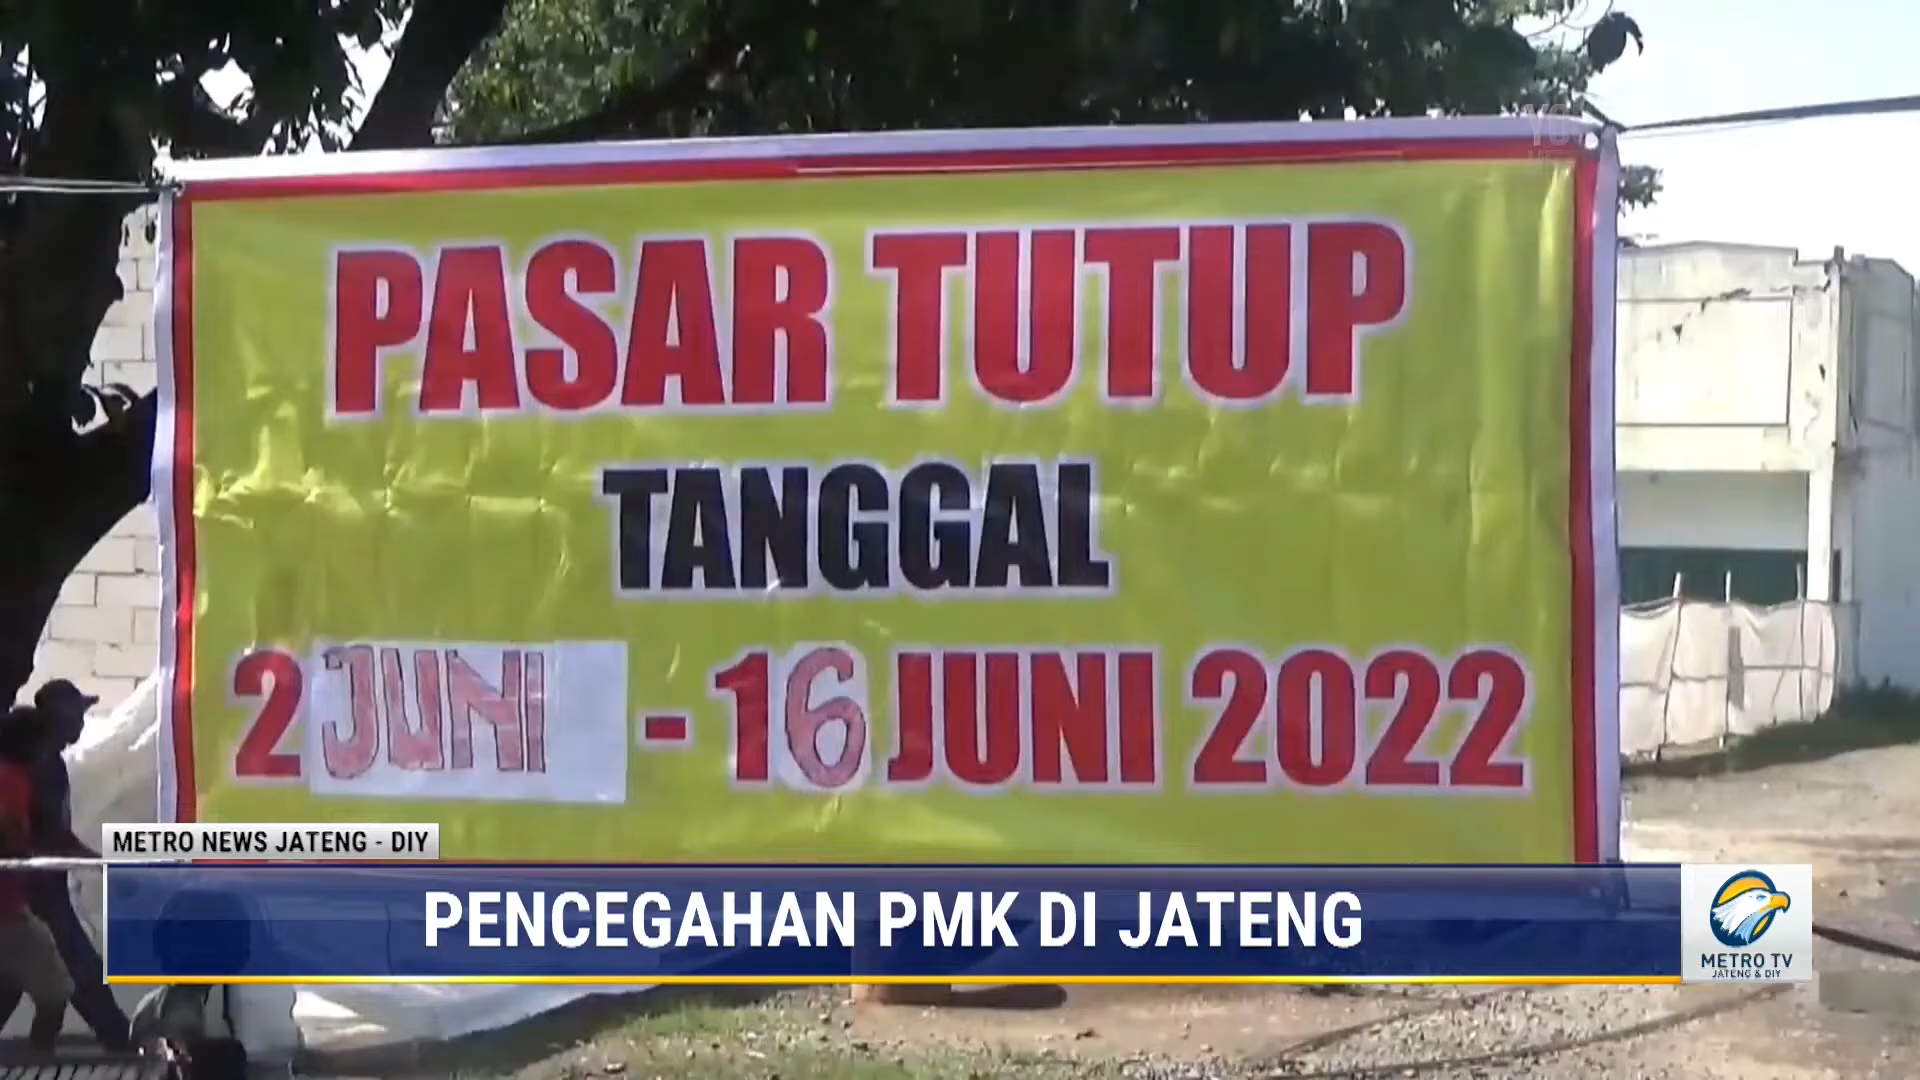 PASAR TUTUP
TANGGAL
2 JUNI - 16 JUNI 2022
METRO NEWS JATENG - DIY
PENCEGAHAN PMK DI JATENG
METRO TV
JATENG & DIY